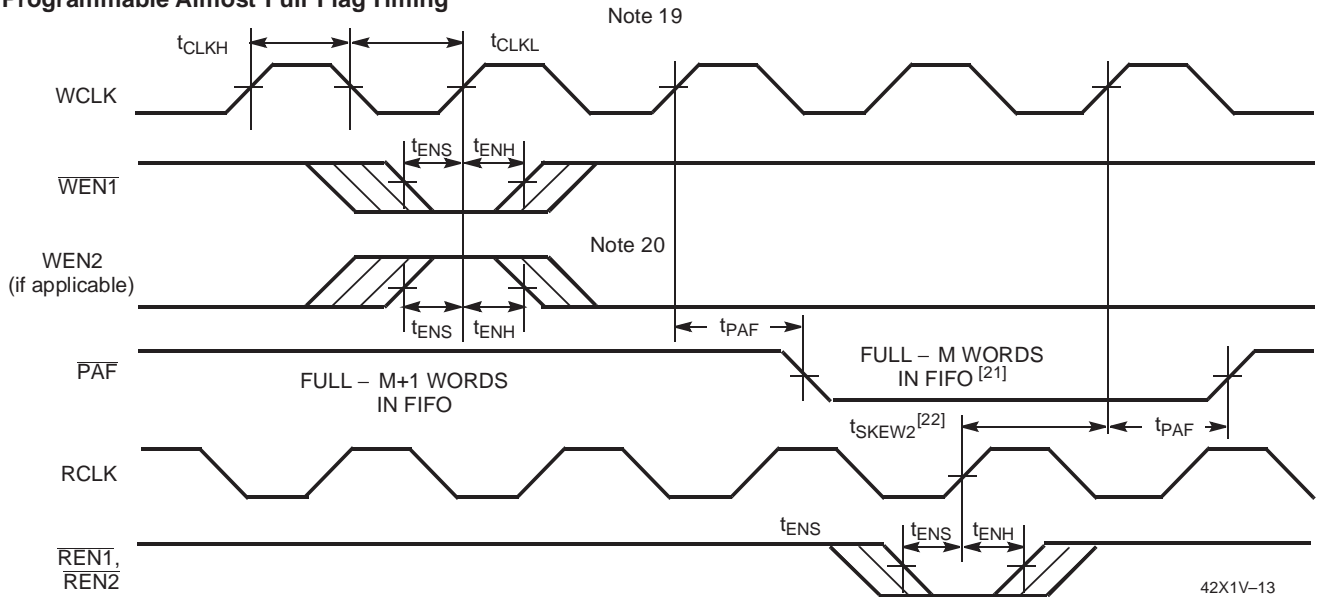 Programmable Almost Full Flag Timing
Note 19
tCLKH
tCLKL
WCLK
tENS
tENH
WEN1
Note 20
WEN2
(if applicable)
tENS
tENH
tPAF
PAF
FULL − M+1 WORDS
IN FIFO
FULL − M WORDS
IN FIFO [21]
tSKEW2[22]
tPAF
RCLK
tENS
tENS
tENH
REN1,
REN2
42X1V–13